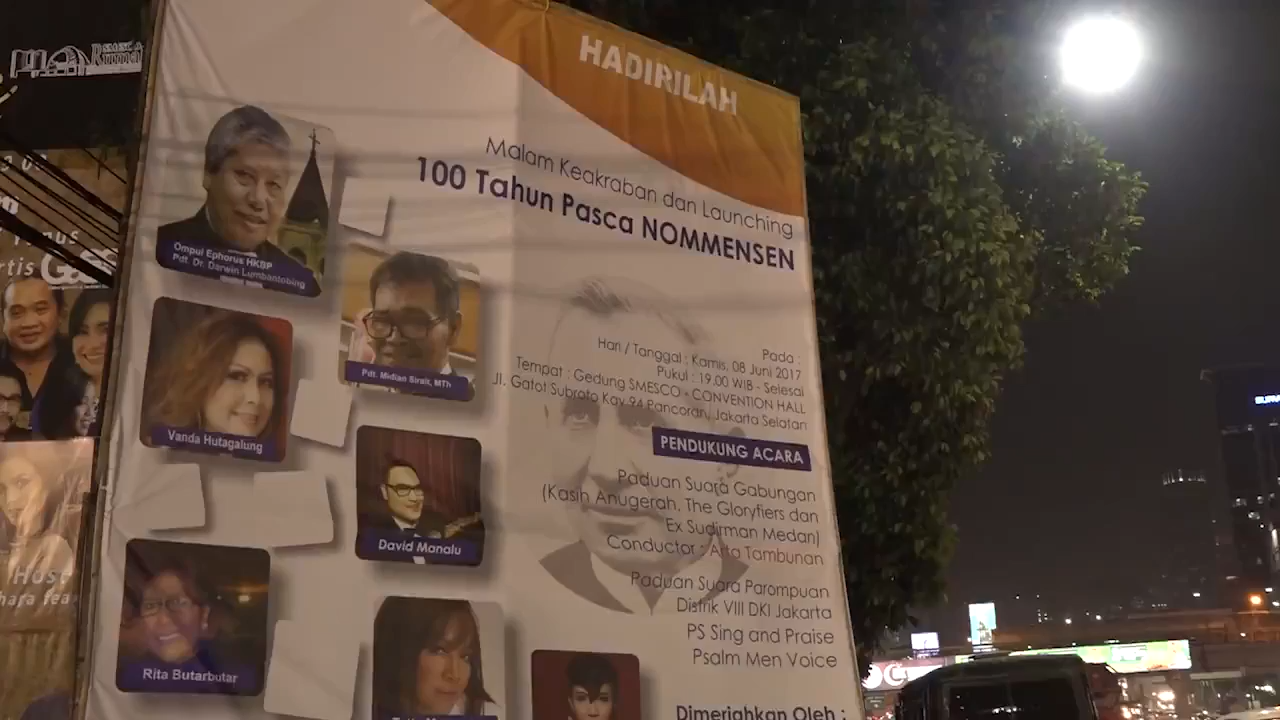 HADIRILAH
Malam Keakraban dan Launching
100 Tahun Pasca NOMMENSEN
Ompui Ephorus HKBP
Pdt. Dr. Darwin Lumbantobing
Pdt. Midian Sirait, MTh
Vanda Hutagalung
David Manalu
Rita Butarbutar
Pada :
Hari / Tanggal : Kamis, 08 Juni 2017
Pukul : 19.00 WIB - Selesai
Tempat : Gedung SMESCO - CONVENTION HALL
Jl. Gatot Subroto Kav 94 Pancoran, Jakarta Selatan
PENDUKUNG ACARA
Paduan Suara Gabungan
(Kasih Anugerah, The Gloryfiers dan
Ex Sudirman Medan)
Conductor : Arta Tambunan
Paduan Suara Parompuan
Distrik VIII DKI Jakarta
PS Sing and Praise
Psalm Men Voice
Dimeriahkan Oleh :
SMESCO
Rumah
Host